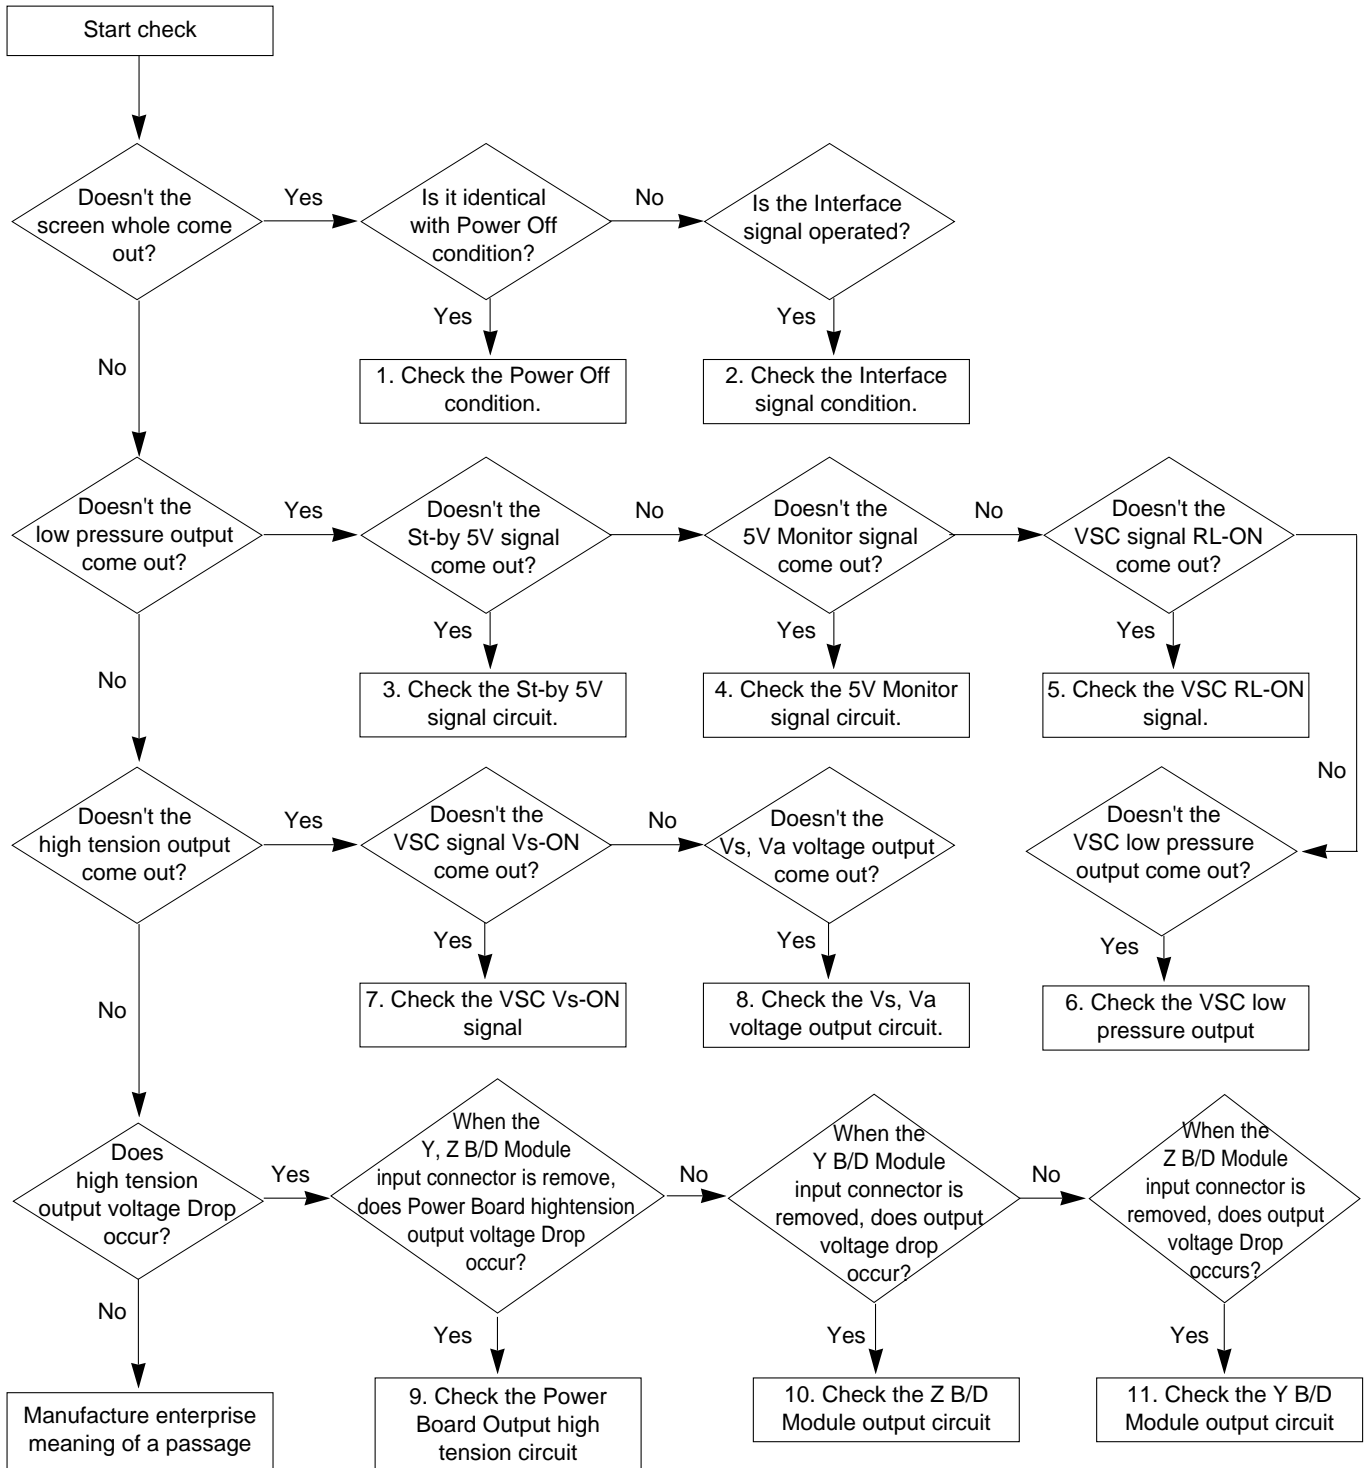 Start check
Doesn't the
screen whole come
out?
Yes
Is it identical
with Power Off
condition?
No
Is the Interface
signal operated?
Yes
Yes
No
1. Check the Power Off
condition.
2. Check the Interface
signal condition.
Doesn't the
low pressure output
come out?
Yes
Doesn't the
St-by 5V signal
come out?
No
Doesn't the
5V Monitor signal
come out?
No
Doesn't the
VSC signal RL-ON
come out?
Yes
Yes
Yes
No
3. Check the St-by 5V
signal circuit.
4. Check the 5V Monitor
signal circuit.
5. Check the VSC RL-ON
signal.
No
Doesn't the
high tension output
come out?
Yes
Doesn't the
VSC signal Vs-ON
come out?
No
Doesn't the
Vs, Va voltage output
come out?
Doesn't the
VSC low pressure
output come out?
Yes
Yes
Yes
No
7. Check the VSC Vs-ON
signal
8. Check the Vs, Va
voltage output circuit.
6. Check the VSC low
pressure output
Does
high tension
output voltage Drop
occur?
Yes
When the
Y, Z B/D Module
input connector is remove,
does Power Board hightension
output voltage Drop
occur?
No
When the
Y B/D Module
input connector is
removed, does output
voltage drop
occur?
No
When the
Z B/D Module
input connector is
removed, does output
voltage Drop
occurs?
No
Yes
Yes
Yes
Manufacture enterprise
meaning of a passage
9. Check the Power
Board Output high
tension circuit
10. Check the Z B/D
Module output circuit
11. Check the Y B/D
Module output circuit